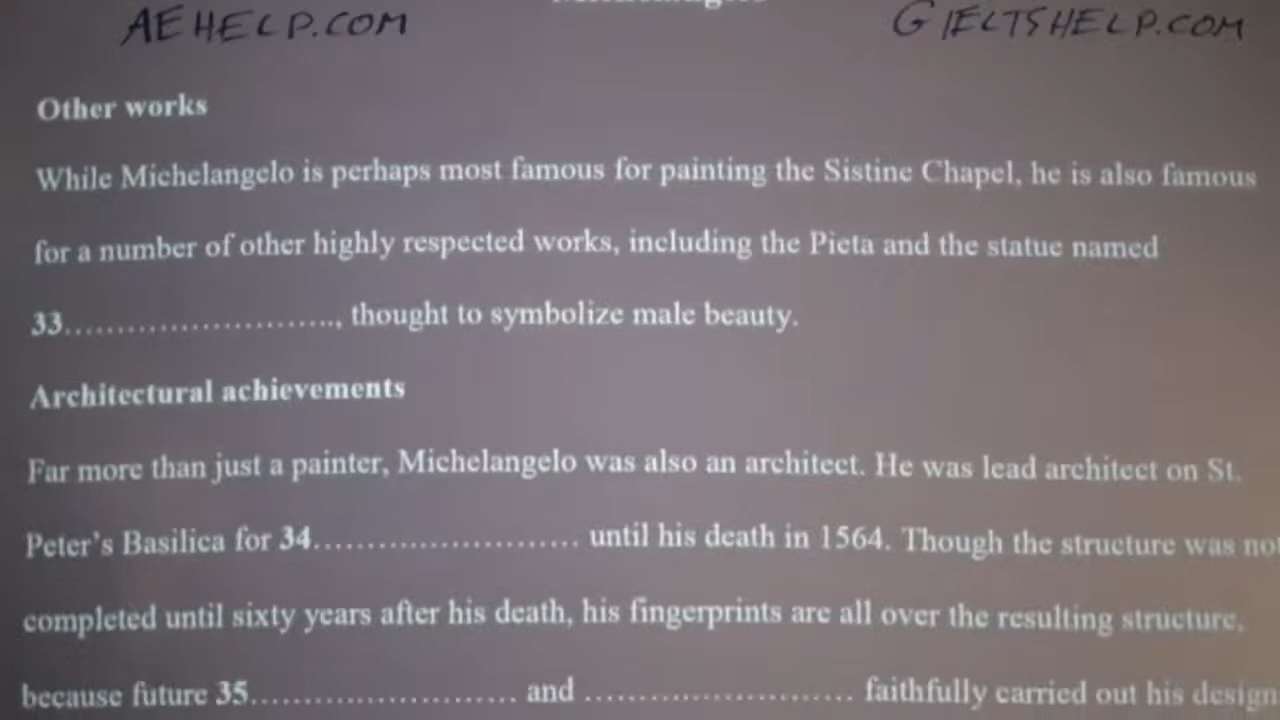 AEHELP.COM GIELTSHELP.COM
Other works
While Michelangelo is perhaps most famous for painting the Sistine Chapel, he is also famous
for a number of other highly respected works, including the Pieta and the statue named
33..........................., thought to symbolize male beauty.
Architectural achievements
Far more than just a painter, Michelangelo was also an architect. He was lead architect on St.
Peter's Basilica for 34.......................... until his death in 1564. Though the structure was not
completed until sixty years after his death, his fingerprints are all over the resulting structure,
because future 35.......................... and .......................... faithfully carried out his design